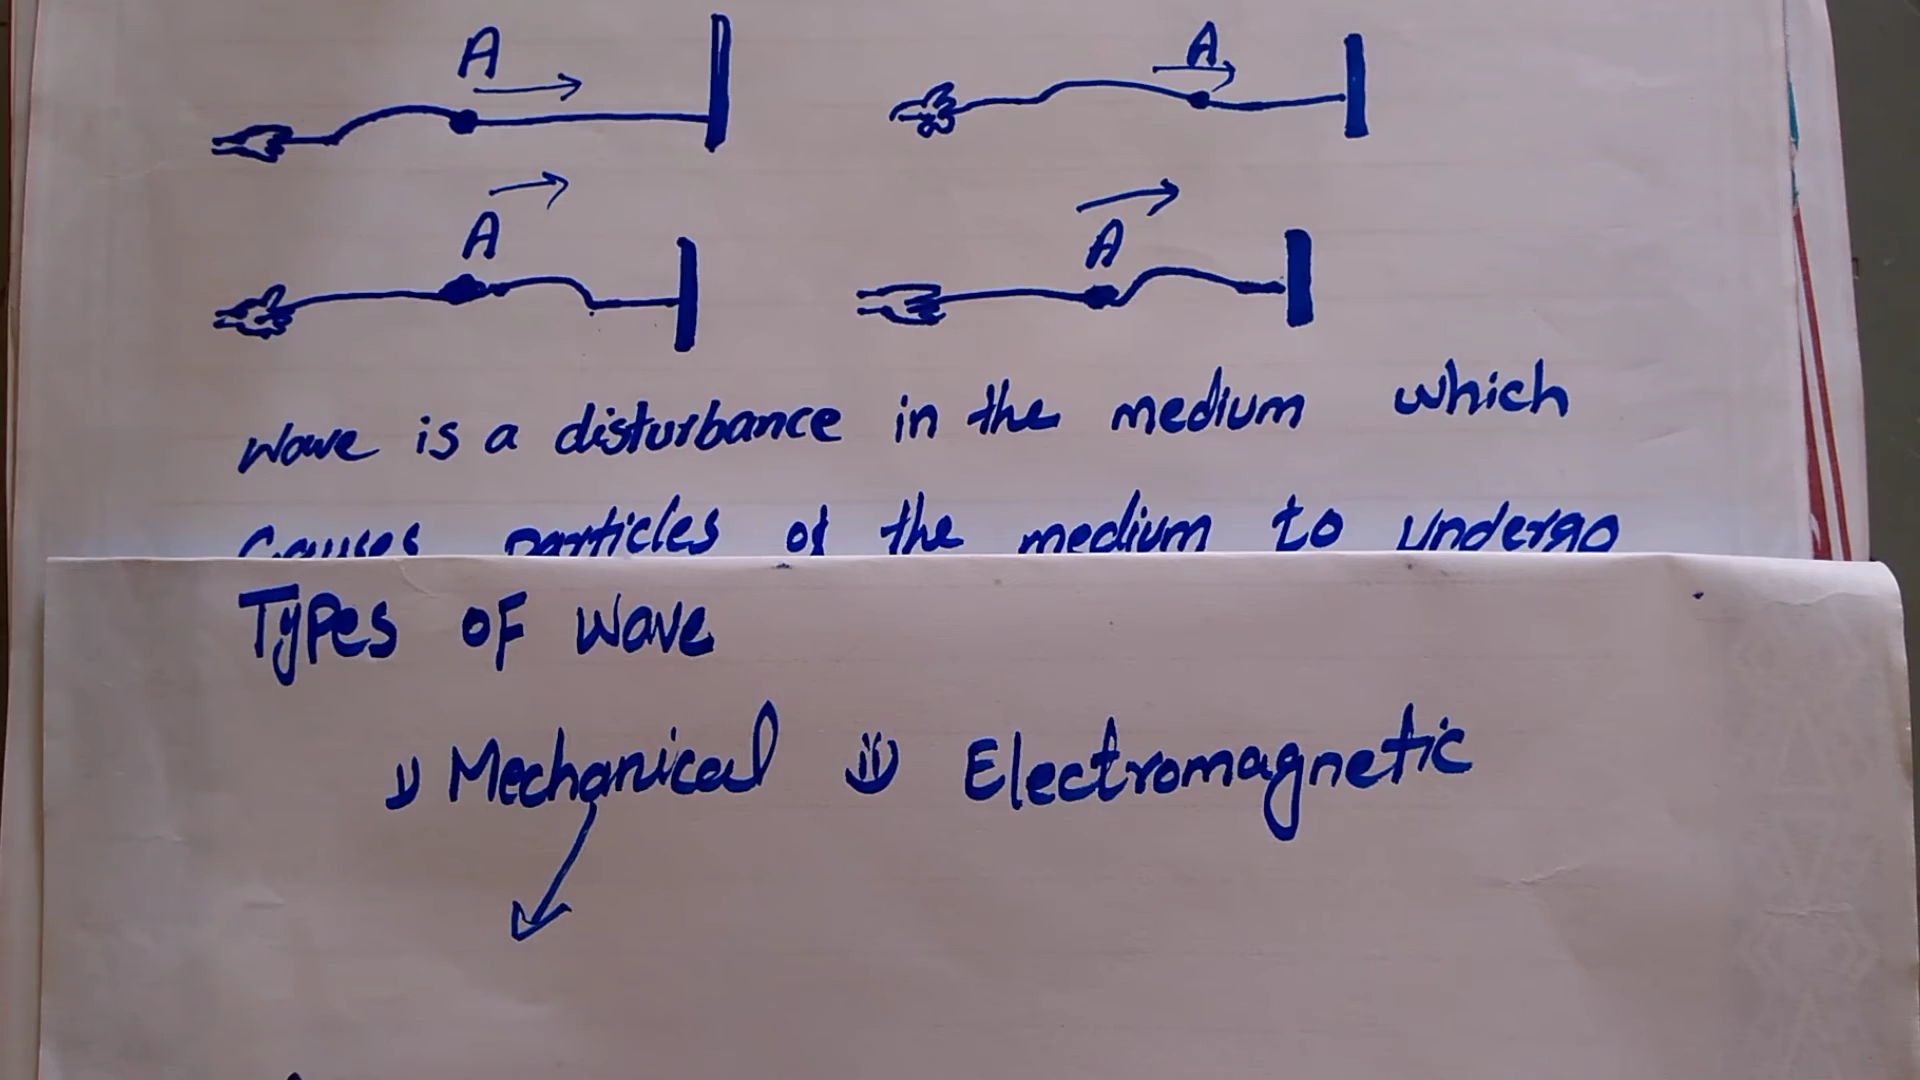 A A
A A
Wave is a disturbance in the medium which
Causes particles of the medium to undergo
Types OF Wave
i) Mechanical ii) Electromagnetic